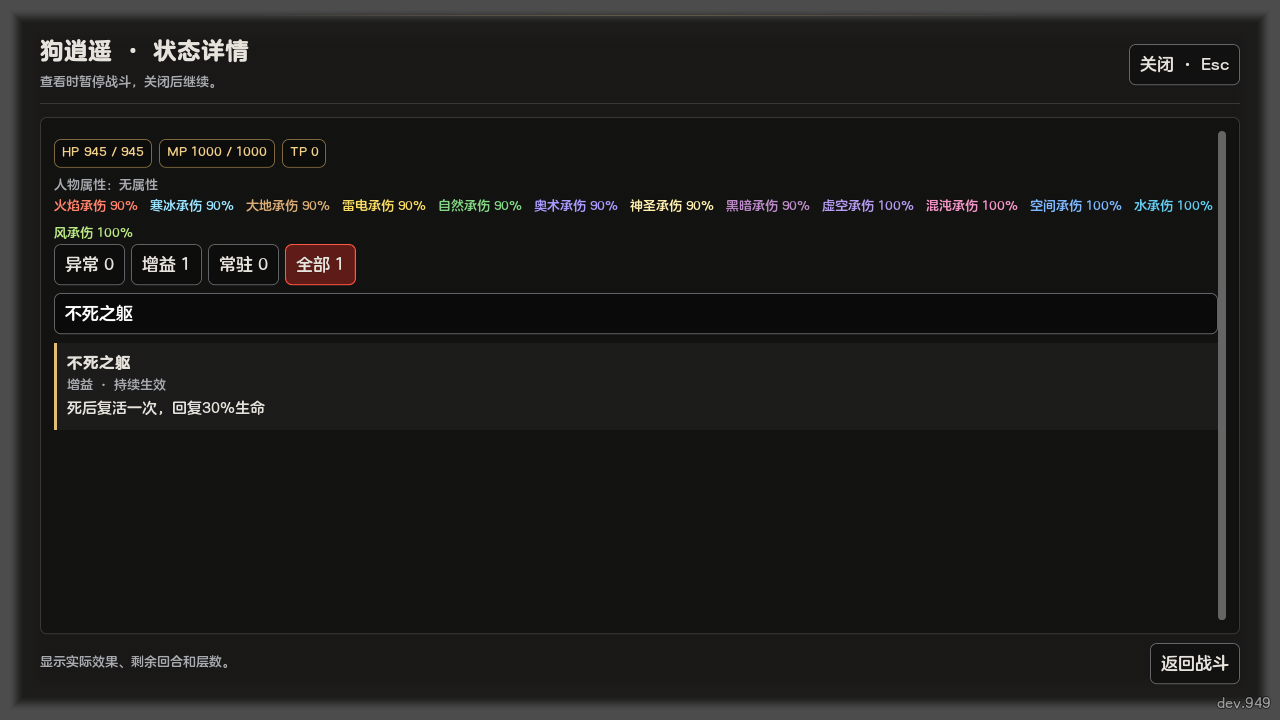 狗逍遥 · 状态详情
查看时暂停战斗，关闭后继续。
关闭 · Esc
HP 945 / 945 MP 1000 / 1000 TP 0
人物属性：无属性
火焰承伤 90% 寒冰承伤 90% 大地承伤 90% 雷电承伤 90% 自然承伤 90% 奥术承伤 90% 神圣承伤 90% 黑暗承伤 90% 虚空承伤 100% 混沌承伤 100% 空间承伤 100% 水承伤 100%
风承伤 100%
异常 0 增益 1 常驻 0 全部 1
不死之躯
不死之躯
增益 · 持续生效
死后复活一次，回复30%生命
显示实际效果、剩余回合和层数。
返回战斗
dev.949